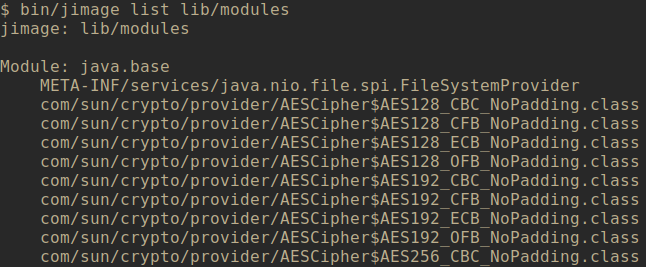 $ bin/jimage list lib/modules
jimage: lib/modules

Module: java.base
    META-INF/services/java.nio.file.spi.FileSystemProvider
    com/sun/crypto/provider/AESCipher$AES128_CBC_NoPadding.class
    com/sun/crypto/provider/AESCipher$AES128_CFB_NoPadding.class
    com/sun/crypto/provider/AESCipher$AES128_ECB_NoPadding.class
    com/sun/crypto/provider/AESCipher$AES128_OFB_NoPadding.class
    com/sun/crypto/provider/AESCipher$AES192_CBC_NoPadding.class
    com/sun/crypto/provider/AESCipher$AES192_CFB_NoPadding.class
    com/sun/crypto/provider/AESCipher$AES192_ECB_NoPadding.class
    com/sun/crypto/provider/AESCipher$AES192_OFB_NoPadding.class
    com/sun/crypto/provider/AESCipher$AES256_CBC_NoPadding.class